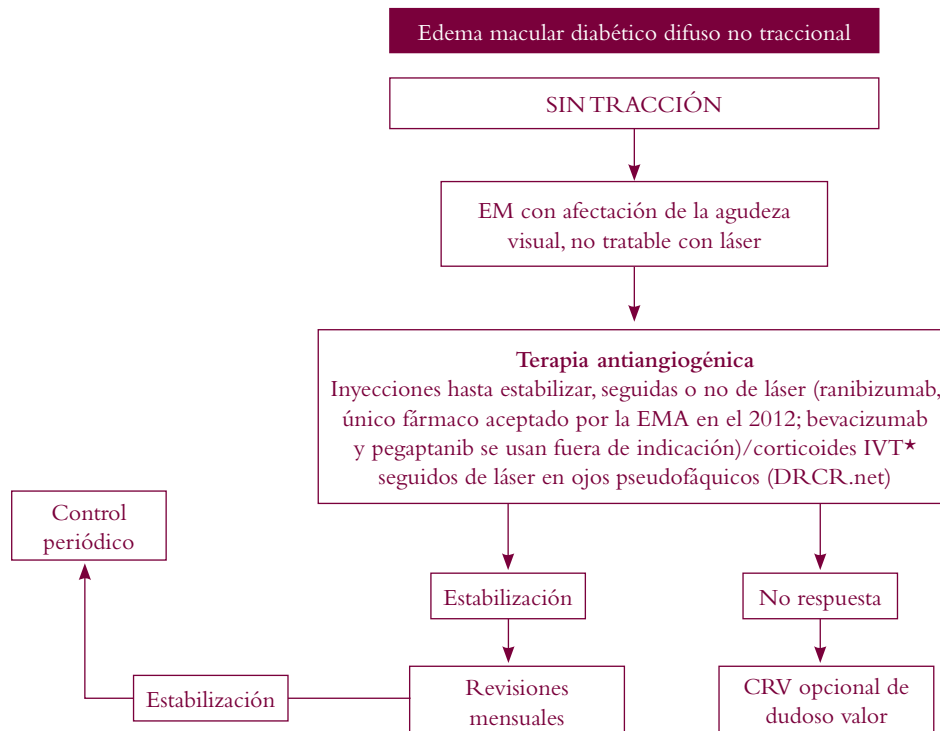 Edema macular diabético difuso no traccional
SIN TRACCIÓN
EM con afectación de la agudeza
visual, no tratable con láser
Terapia antiangiogénica
Inyecciones hasta estabilizar, seguidas o no de láser (ranibizumab,
único fármaco aceptado por la EMA en el 2012; bevacizumab
y pegaptanib se usan fuera de indicación)/corticoides IVT★
seguidos de láser en ojos pseudofáquicos (DRCR.net)
Control
periódico
Estabilización
No respuesta
Estabilización
Revisiones
mensuales
CRV opcional de
dudoso valor